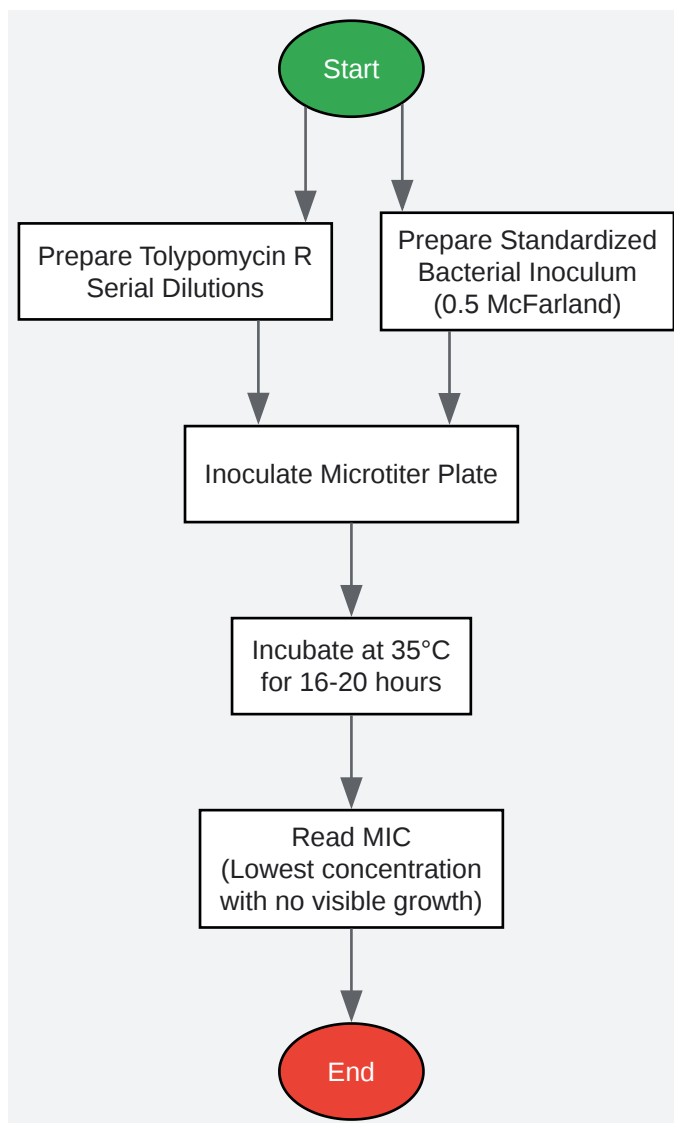 Start
Prepare Tolypomycin R
Serial Dilutions
Prepare Standardized
Bacterial Inoculum
(0.5 McFarland)
Inoculate Microtiter Plate
Incubate at 35°C
for 16-20 hours
Read MIC
(Lowest concentration
with no visible growth)
End